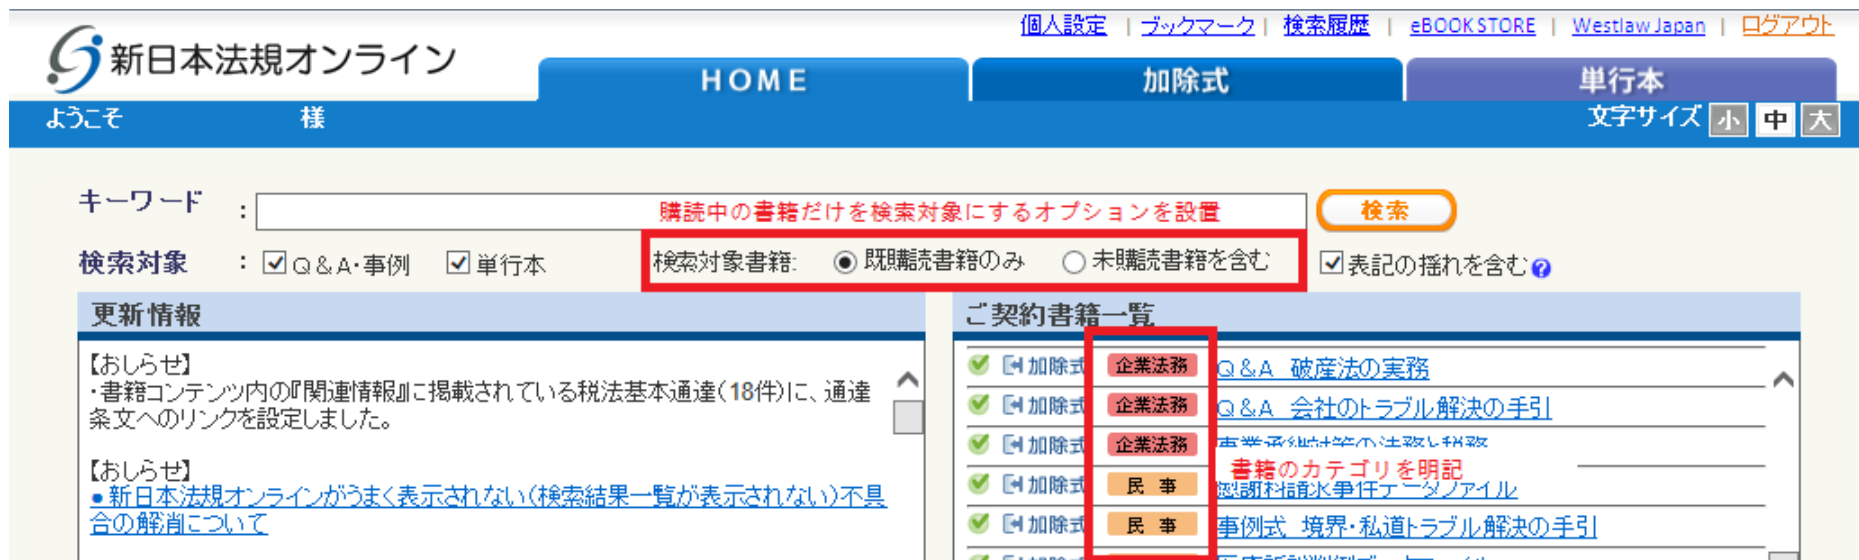 個人設定 | ブックマーク | 検索履歴 | eBOOKSTORE | Westlaw Japan | ログアウト
新日本法規オンライン
HOME 加除式 単行本
ようこそ 様 文字サイズ 小 中 大
キーワード : 購読中の書籍だけを検索対象にするオプションを設置 検索
検索対象 : Q&A・事例 単行本 検索対象書籍: 既購読書籍のみ 未購読書籍を含む 表記の揺れを含む ?
更新情報
【おしらせ】
・書籍コンテンツ内の『関連情報』に掲載されている税法基本通達(18件)に、通達
条文へのリンクを設定しました。
【おしらせ】
●新日本法規オンラインがうまく表示されない(検索結果一覧が表示されない)不具
合の解消について
ご契約書籍一覧
加除式 企業法務 Q&A 破産法の実務
加除式 企業法務 Q&A 会社のトラブル解決の手引
加除式 企業法務
書籍のカテゴリを明記
加除式 民事 慰謝料請求事件データファイル
加除式 民事 事例式 境界・私道トラブル解決の手引